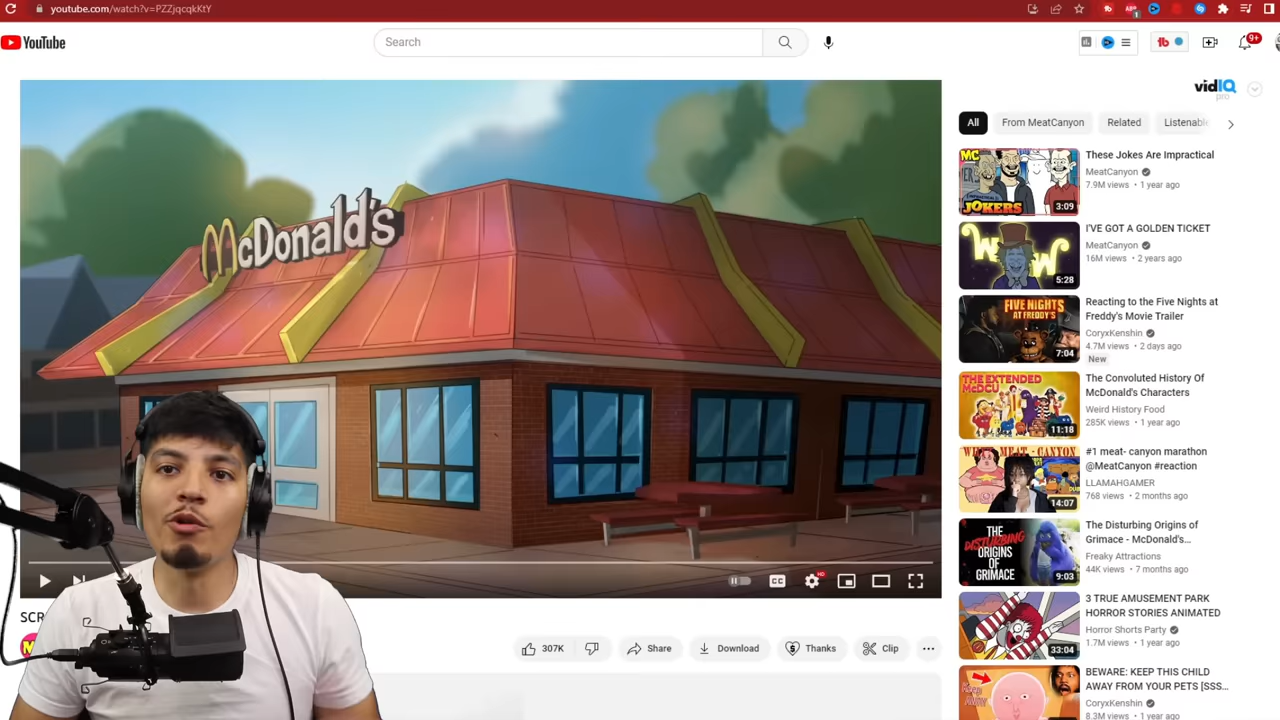 youtube.com/watch?v=PZZjqcqkKtY
YouTube
Search
9+
vidIQ
pro
All
From MeatCanyon
Related
Listenable
McDonald's
MC
JOKERS
3:09
These Jokes Are Impractical
MeatCanyon
7.9M views • 1 year ago
5:28
I'VE GOT A GOLDEN TICKET
MeatCanyon
16M views • 2 years ago
FIVE NIGHTS
AT FREDDY'S
7:04
Reacting to the Five Nights at
Freddy's Movie Trailer
CoryxKenshin
4.7M views • 2 days ago
New
THE EXTENDED
McDCU
11:18
The Convoluted History Of
McDonald's Characters
Weird History Food
285K views • 1 year ago
14:07
#1 meat- canyon marathon
@MeatCanyon #reaction
LLAMAHGAMER
768 views • 2 months ago
THE
DISTURBING
ORIGINS
OF
GRIMACE
9:03
The Disturbing Origins of
Grimace - McDonald's...
Freaky Attractions
44K views • 7 months ago
33:04
3 TRUE AMUSEMENT PARK
HORROR STORIES ANIMATED
Horror Shorts Party
1.7M views • 1 year ago
BEWARE: KEEP THIS CHILD
AWAY FROM YOUR PETS [SSS...
CoryxKenshin
8.3M views • 1 year ago
CC
HD
SCR
307K
Share
Download
Thanks
Clip